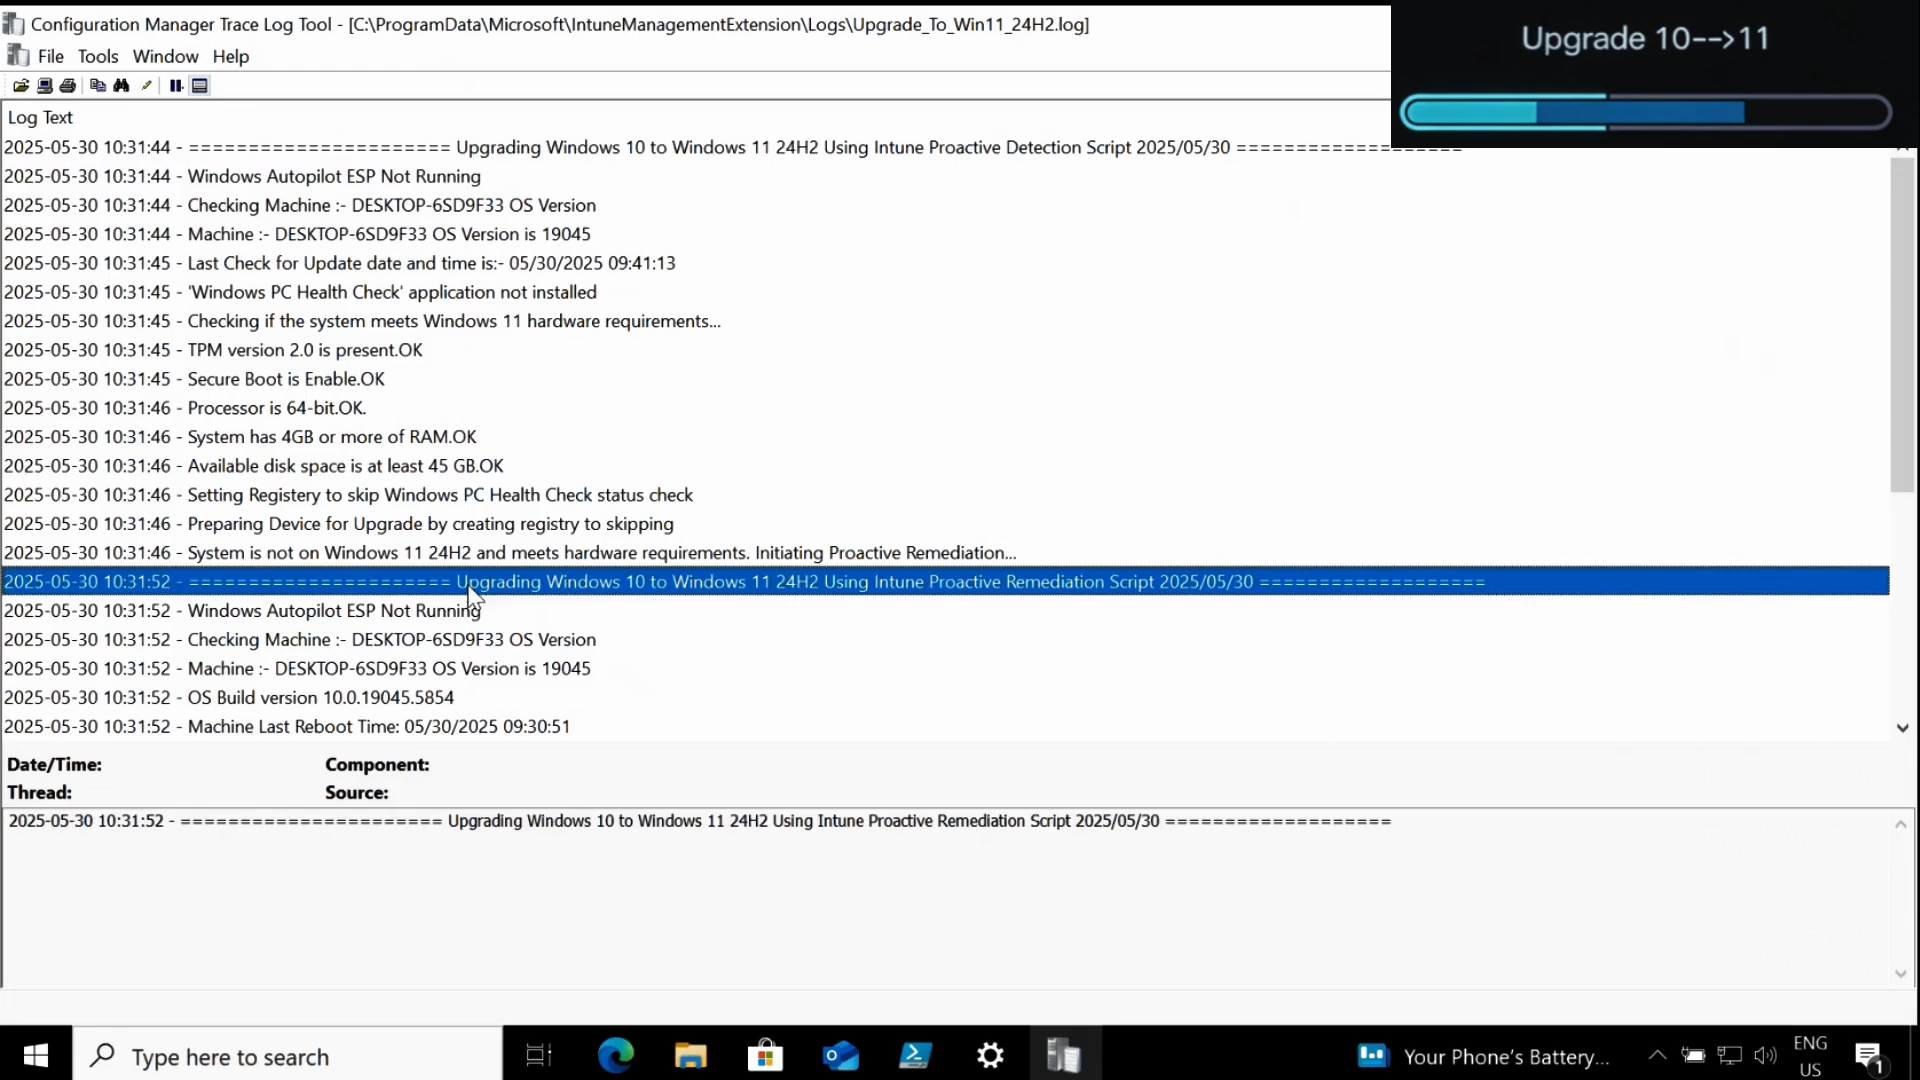 Configuration Manager Trace Log Tool - [C:\ProgramData\Microsoft\IntuneManagementExtension\Logs\Upgrade_To_Win11_24H2.log]
Upgrade 10-->11
File Tools Window Help
Log Text
2025-05-30 10:31:44 - ====================== Upgrading Windows 10 to Windows 11 24H2 Using Intune Proactive Detection Script 2025/05/30 ===================
2025-05-30 10:31:44 - Windows Autopilot ESP Not Running
2025-05-30 10:31:44 - Checking Machine :- DESKTOP-6SD9F33 OS Version
2025-05-30 10:31:44 - Machine :- DESKTOP-6SD9F33 OS Version is 19045
2025-05-30 10:31:45 - Last Check for Update date and time is:- 05/30/2025 09:41:13
2025-05-30 10:31:45 - 'Windows PC Health Check' application not installed
2025-05-30 10:31:45 - Checking if the system meets Windows 11 hardware requirements...
2025-05-30 10:31:45 - TPM version 2.0 is present.OK
2025-05-30 10:31:45 - Secure Boot is Enable.OK
2025-05-30 10:31:46 - Processor is 64-bit.OK.
2025-05-30 10:31:46 - System has 4GB or more of RAM.OK
2025-05-30 10:31:46 - Available disk space is at least 45 GB.OK
2025-05-30 10:31:46 - Setting Registery to skip Windows PC Health Check status check
2025-05-30 10:31:46 - Preparing Device for Upgrade by creating registry to skipping
2025-05-30 10:31:46 - System is not on Windows 11 24H2 and meets hardware requirements. Initiating Proactive Remediation...
2025-05-30 10:31:52 - ====================== Upgrading Windows 10 to Windows 11 24H2 Using Intune Proactive Remediation Script 2025/05/30 ===================
2025-05-30 10:31:52 - Windows Autopilot ESP Not Running
2025-05-30 10:31:52 - Checking Machine :- DESKTOP-6SD9F33 OS Version
2025-05-30 10:31:52 - Machine :- DESKTOP-6SD9F33 OS Version is 19045
2025-05-30 10:31:52 - OS Build version 10.0.19045.5854
2025-05-30 10:31:52 - Machine Last Reboot Time: 05/30/2025 09:30:51
Date/Time: Component:
Thread: Source:
2025-05-30 10:31:52 - ====================== Upgrading Windows 10 to Windows 11 24H2 Using Intune Proactive Remediation Script 2025/05/30 ===================
Type here to search
Your Phone's Battery...
ENG
US
1